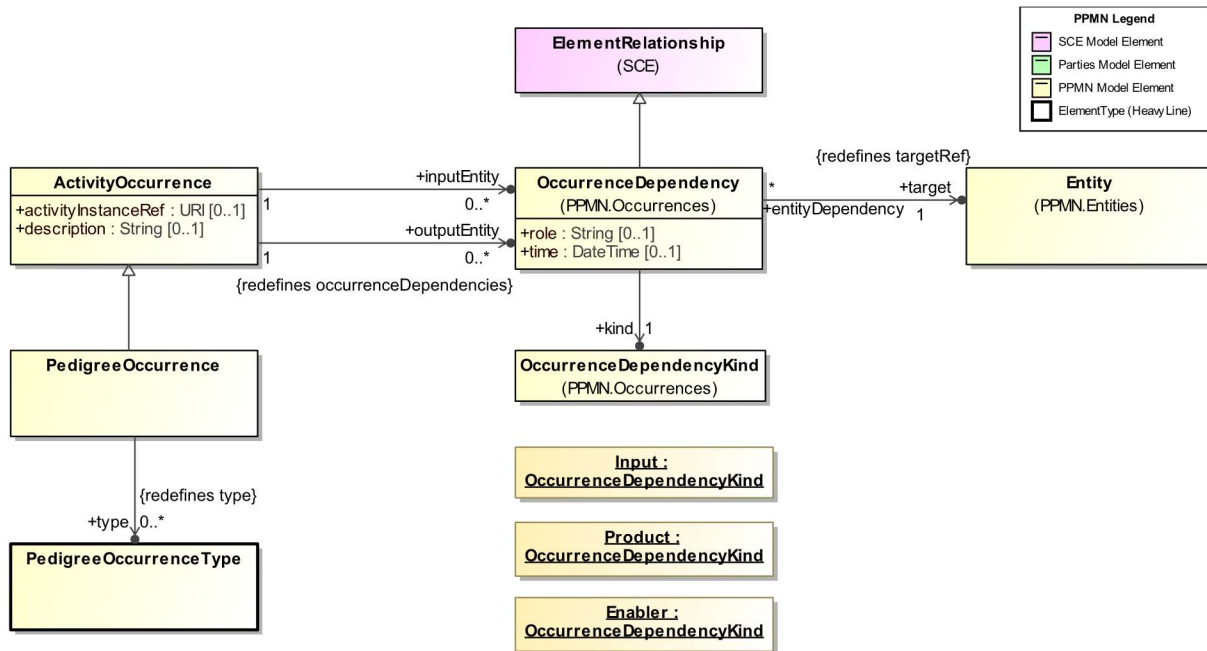 PPMN Legend
SCE Model Element
Parties Model Element
PPMN Model Element
ElementType (Heavy Line)
ElementRelationship
(SCE)
ActivityOccurrence
+activityInstanceRef : URI [0..1]
+description : String [0..1]
+inputEntity
1
0..*
+outputEntity
1
0..*
{redefines occurrenceDependencies}
OccurrenceDependency
(PPMN.Occurrences)
+role : String [0..1]
+time : DateTime [0..1]
{redefines targetRef}
*
+target
+entityDependency
1
Entity
(PPMN.Entities)
PedigreeOccurrence
+kind
1
OccurrenceDependencyKind
(PPMN.Occurrences)
{redefines type}
+type
0..*
PedigreeOccurrenceType
Input :
OccurrenceDependencyKind
Product :
OccurrenceDependencyKind
Enabler :
OccurrenceDependencyKind